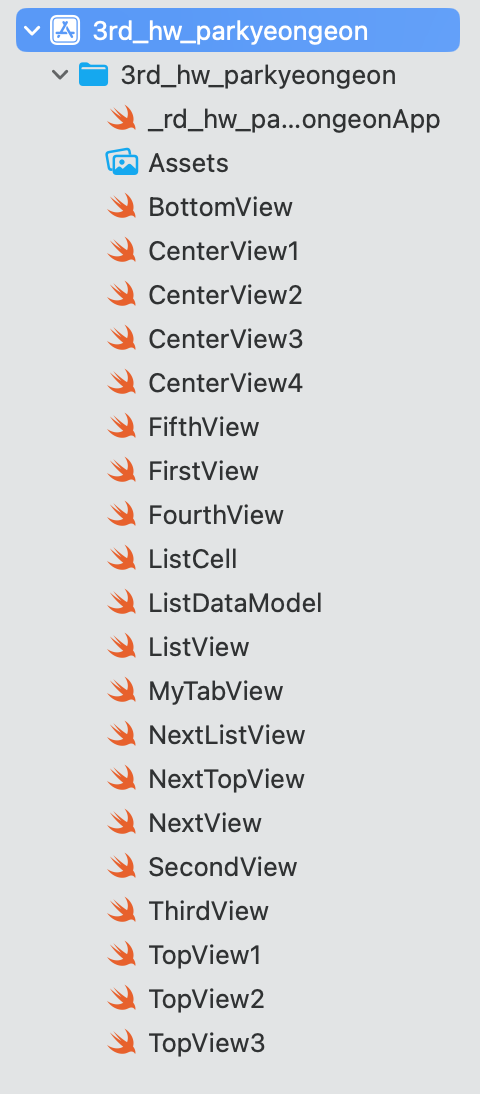 3rd_hw_parkyeongeon
3rd_hw_parkyeongeon
_rd_hw_pa...ongeonApp
Assets
BottomView
CenterView1
CenterView2
CenterView3
CenterView4
FifthView
FirstView
FourthView
ListCell
ListDataModel
ListView
MyTabView
NextListView
NextTopView
NextView
SecondView
ThirdView
TopView1
TopView2
TopView3